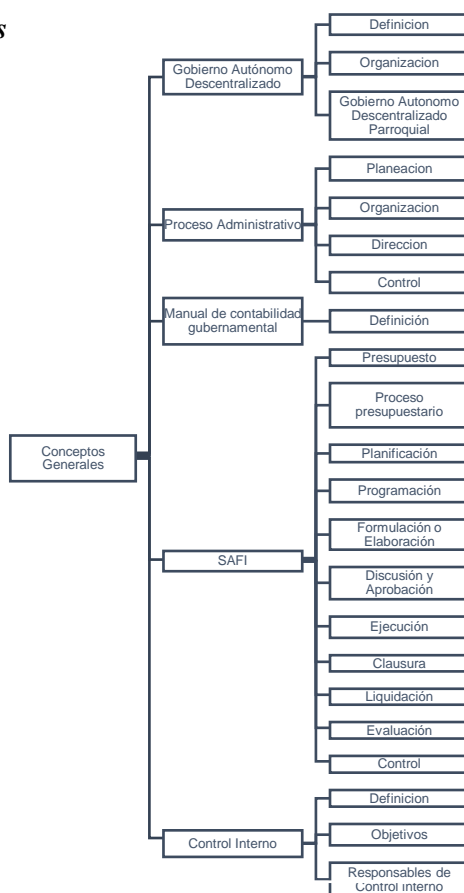 s
Conceptos
Generales
Gobierno Autónomo
Descentralizado
Definicion
Organizacion
Gobierno Autonomo
Descentralizado
Parroquial
Proceso Administrativo
Planeacion
Organizacion
Direccion
Control
Manual de contabilidad
gubernamental
Definición
SAFI
Presupuesto
Proceso
presupuestario
Planificación
Programación
Formulación o
Elaboración
Discusión y
Aprobación
Ejecución
Clausura
Liquidación
Evaluación
Control
Control Interno
Definicion
Objetivos
Responsables de
Control interno